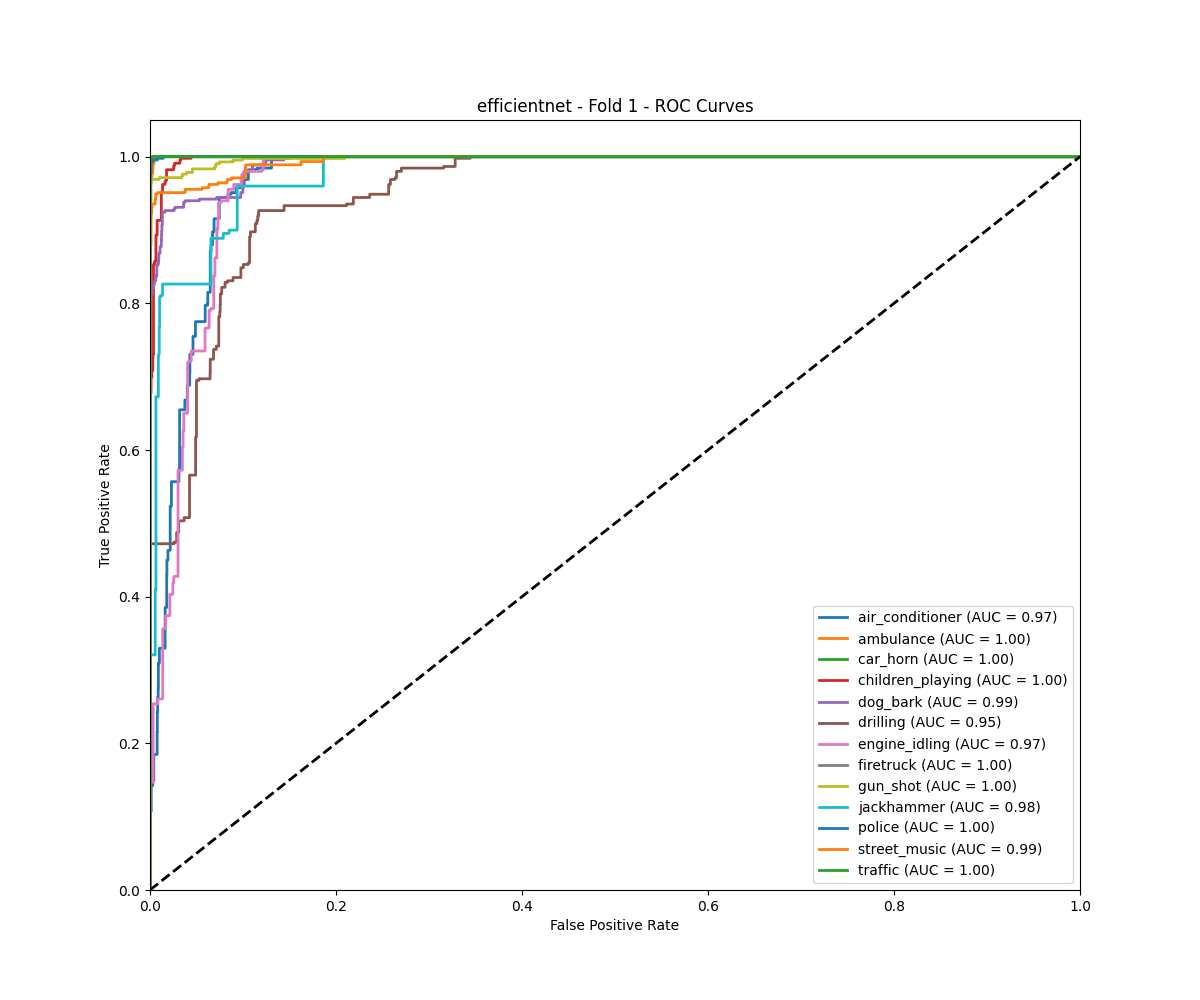 efficientnet - Fold 1 - ROC Curves
True Positive Rate
1.0
0.8
0.6
0.4
0.2
0.0
0.0 0.2 0.4 0.6 0.8 1.0
False Positive Rate
air_conditioner (AUC = 0.97)
ambulance (AUC = 1.00)
car_horn (AUC = 1.00)
children_playing (AUC = 1.00)
dog_bark (AUC = 0.99)
drilling (AUC = 0.95)
engine_idling (AUC = 0.97)
firetruck (AUC = 1.00)
gun_shot (AUC = 1.00)
jackhammer (AUC = 0.98)
police (AUC = 1.00)
street_music (AUC = 0.99)
traffic (AUC = 1.00)